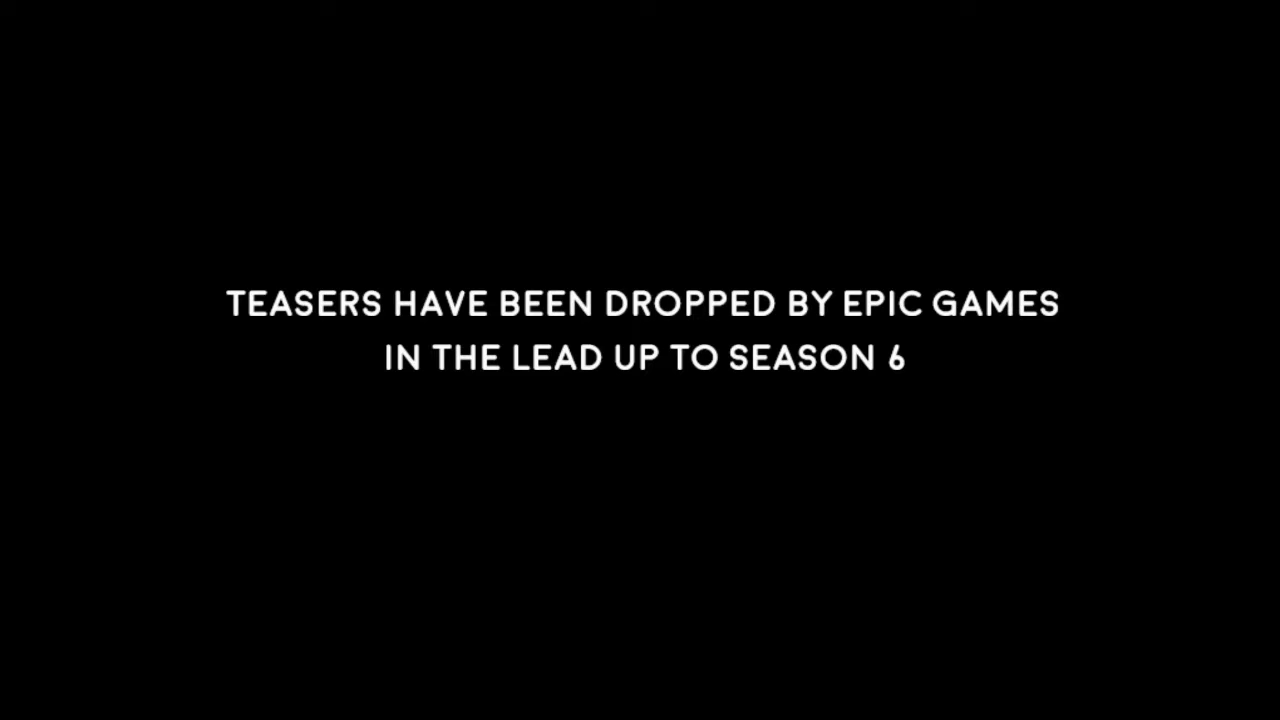 TEASERS HAVE BEEN DROPPED BY EPIC GAMES
IN THE LEAD UP TO SEASON 6